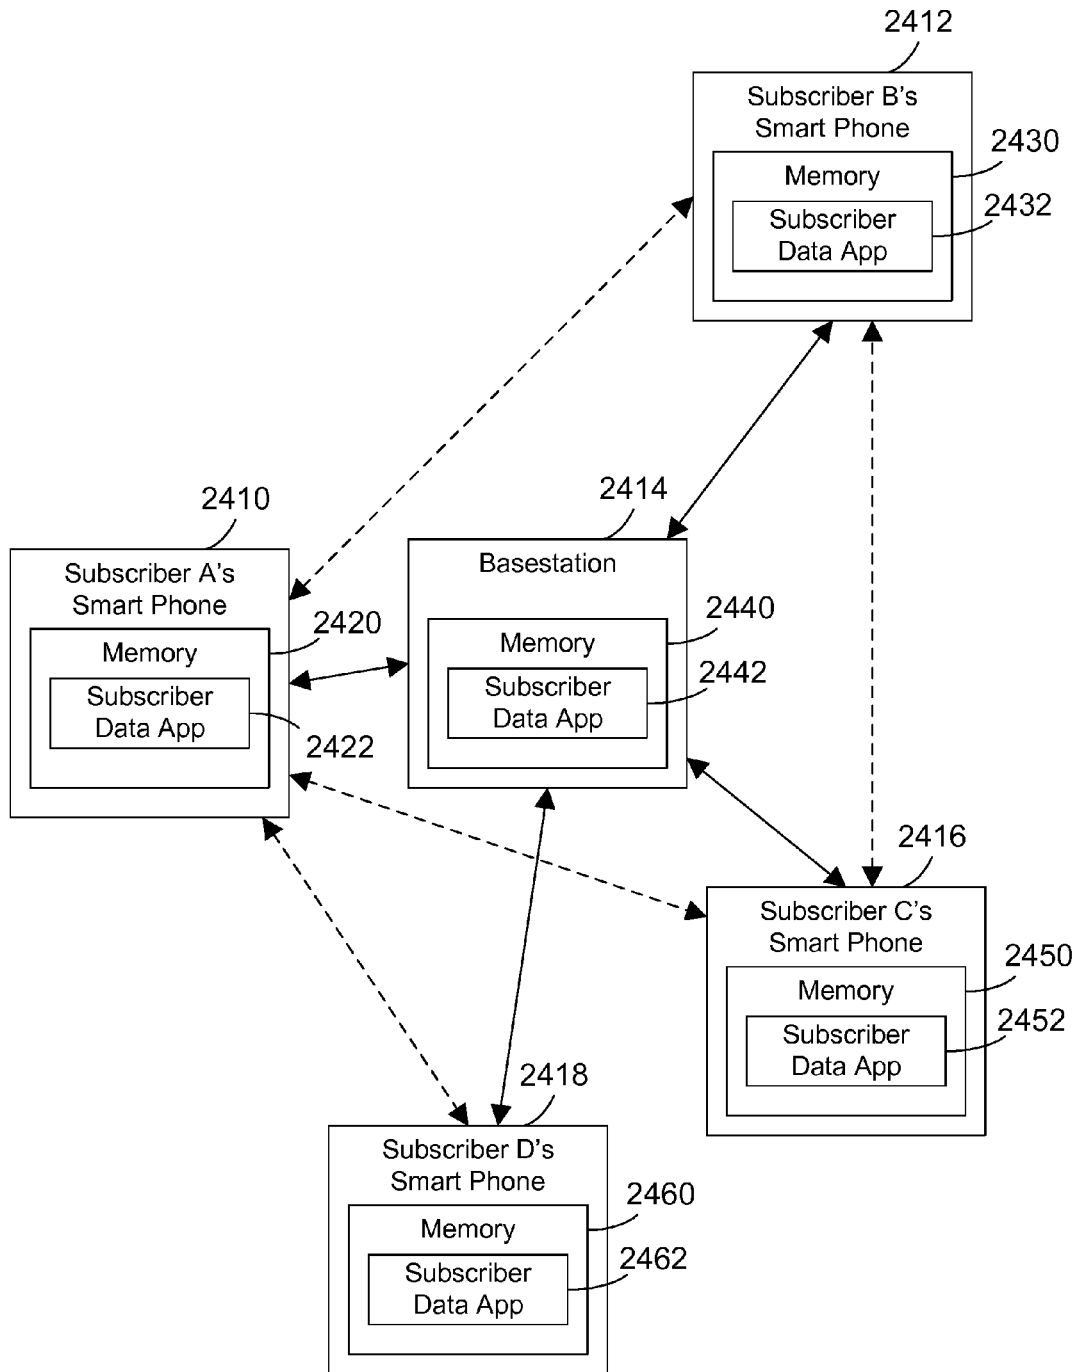 2412
Subscriber B's
Smart Phone
2430
Memory
2432
Subscriber
Data App
2410
Subscriber A's
Smart Phone
2420
Memory
Subscriber
Data App
2422
2414
Basestation
2440
Memory
2442
Subscriber
Data App
2416
Subscriber C's
Smart Phone
2450
Memory
2452
Subscriber
Data App
2418
Subscriber D's
Smart Phone
2460
Memory
2462
Subscriber
Data App